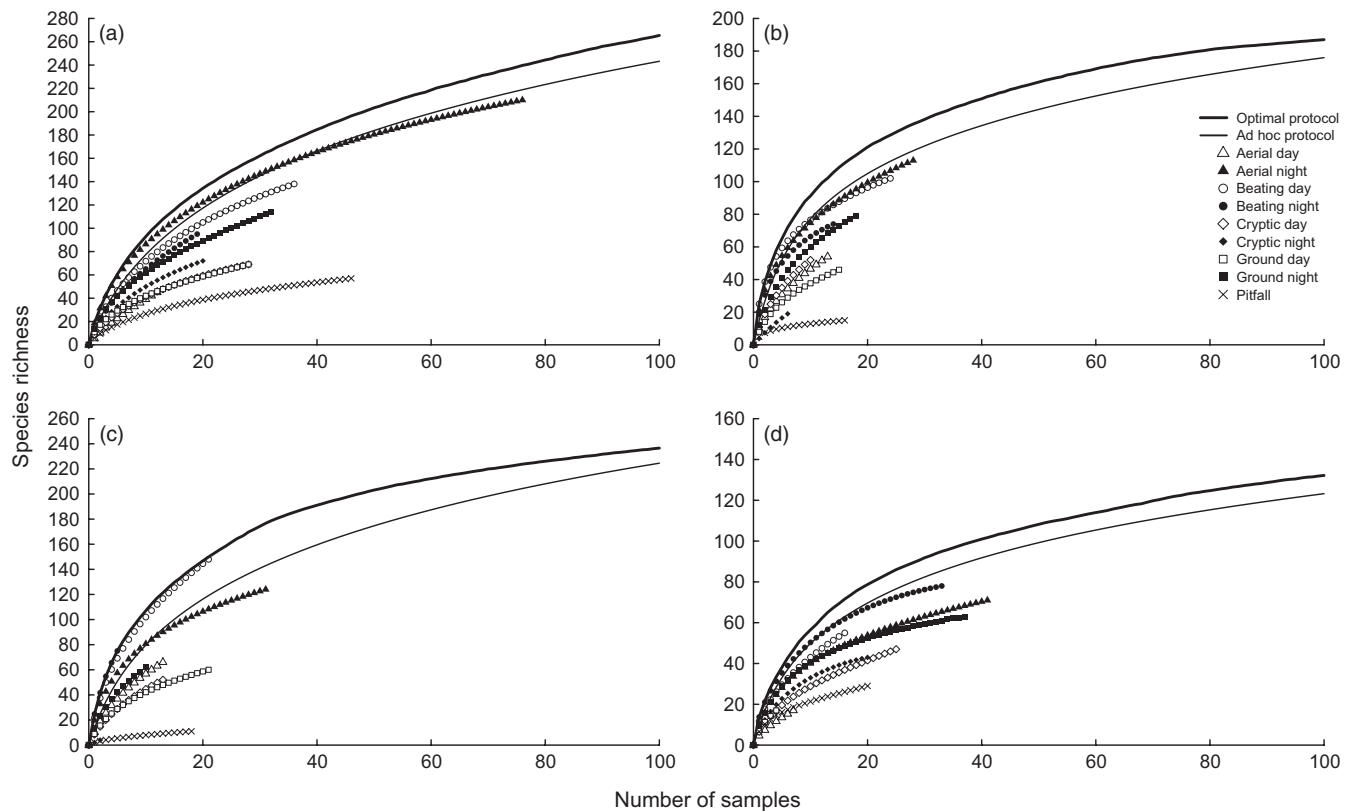 280
260
240
220
200
180
160
140
120
100
80
60
40
20
0
(a)
0 20 40 60 80 100
200
180
160
140
120
100
80
60
40
20
0
(b)
Optimal protocol
Ad hoc protocol
Aerial day
Aerial night
Beating day
Beating night
Cryptic day
Cryptic night
Ground day
Ground night
Pitfall
0 20 40 60 80 100
Species richness
260
240
220
200
180
160
140
120
100
80
60
40
20
0
(c)
0 20 40 60 80 100
160
140
120
100
80
60
40
20
0
(d)
0 20 40 60 80 100
Number of samples